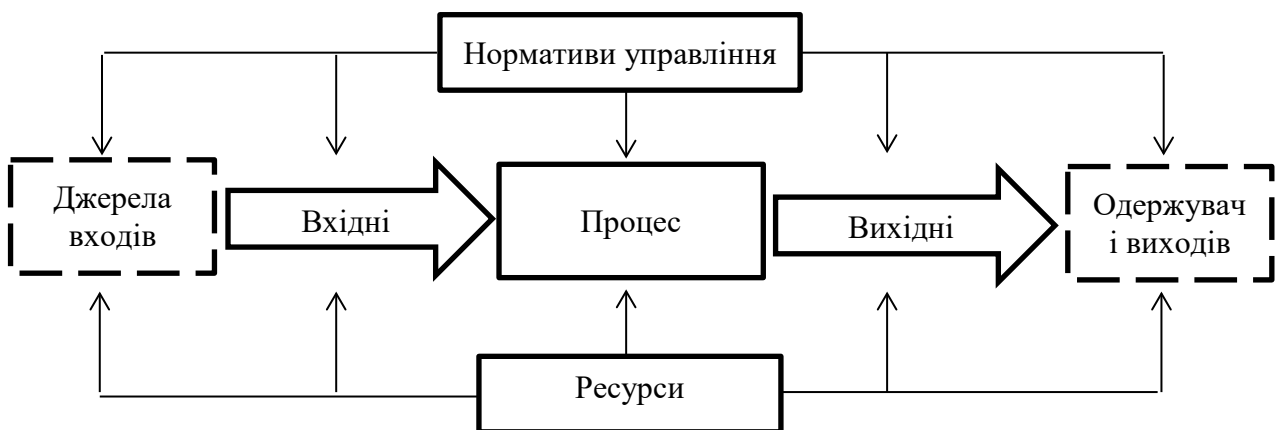 Нормативи управління
Джерела
входів
Вхідні
Процес
Вихідні
Одержувач
і виходів
Ресурси